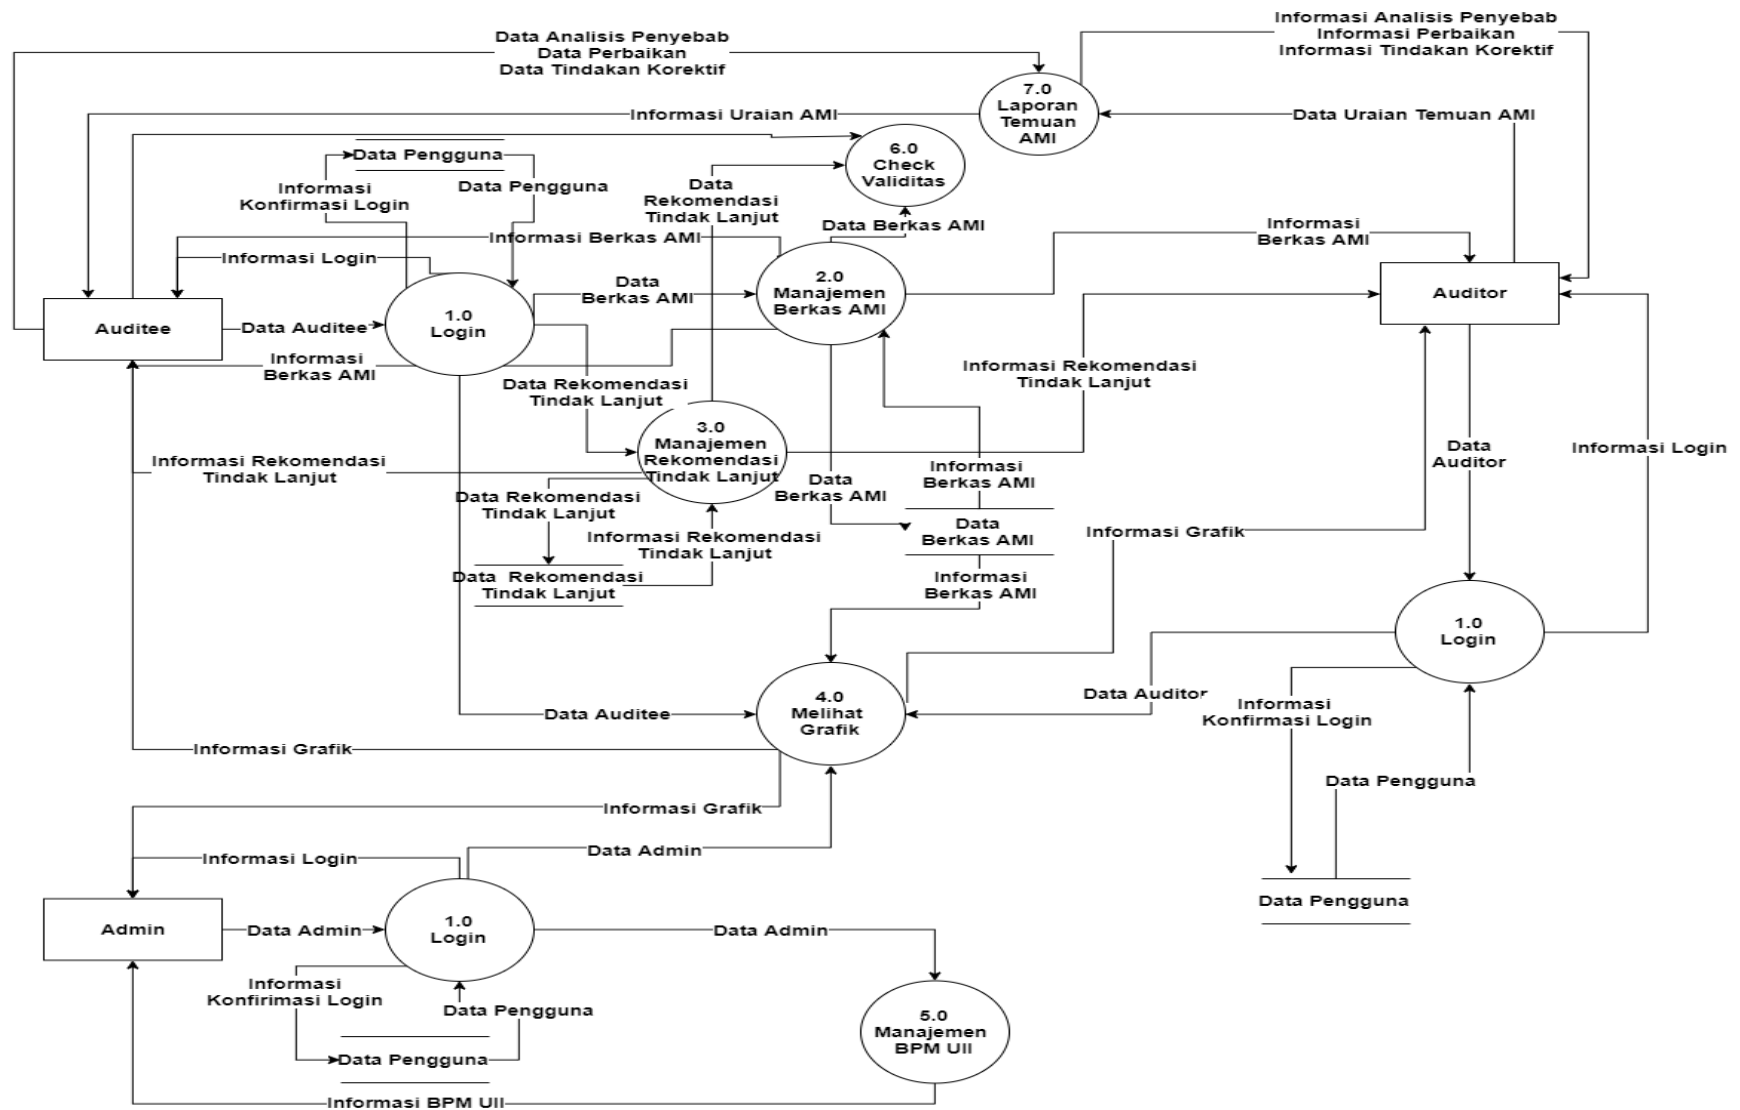 Informasi Analisis Penyebab
Informasi Perbaikan
Informasi Tindakan Korektif
Data Analisis Penyebab
Data Perbaikan
Data Tindakan Korektif
7.0
Laporan
Temuan
AMI
Informasi Uraian AMI
Data Uraian Temuan AMI
Data Pengguna
6.0
Check
Validitas
Informasi
Konfirmasi Login
Data Pengguna
Data
Rekomendasi
Tindak Lanjut
Data Berkas AMI
Informasi Berkas AMI
Informasi
Berkas AMI
Informasi Login
Data
Berkas AMI
2.0
Manajemen
Berkas AMI
Auditor
Auditee
Data Auditee
1.0
Login
Informasi
Berkas AMI
Data Rekomendasi
Tindak Lanjut
Informasi Rekomendasi
Tindak Lanjut
3.0
Manajemen
Rekomendasi
Tindak Lanjut
Data
Auditor
Informasi Login
Informasi Rekomendasi
Tindak Lanjut
Data
Berkas AMI
Informasi
Berkas AMI
Data Rekomendasi
Tindak Lanjut
Informasi Rekomendasi
Tindak Lanjut
Data
Berkas AMI
Informasi Grafik
Data Rekomendasi
Tindak Lanjut
Informasi
Berkas AMI
1.0
Login
4.0
Melihat
Grafik
Data Auditee
Data Auditor
Informasi
Konfirmasi Login
Informasi Grafik
Data Pengguna
Informasi Grafik
Data Admin
Informasi Login
Data Pengguna
Admin
Data Admin
1.0
Login
Data Admin
Informasi
Konfirimasi Login
Data Pengguna
5.0
Manajemen
BPM UII
Data Pengguna
Informasi BPM UII